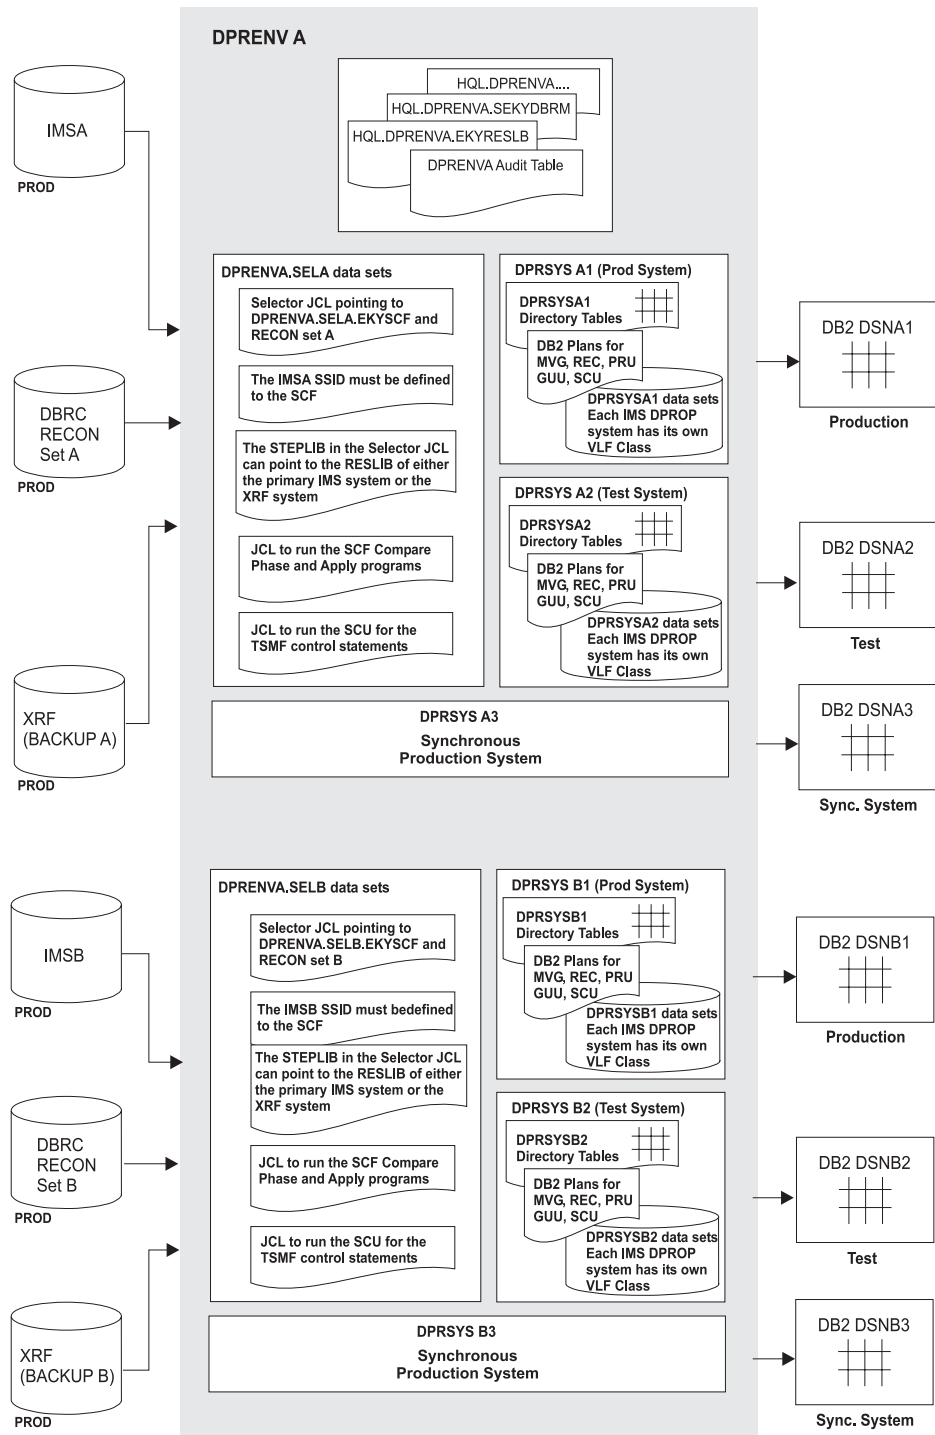 DPRENV A
HQL.DPRENVA....
HQL.DPRENVA.SEKYDBRM
HQL.DPRENVA.EKYRESLB
DPRENVA Audit Table
IMSA
PROD
DBRC
RECON
Set A
PROD
XRF
(BACKUP A)
PROD
DPRENVA.SELA data sets
Selector JCL pointing to
DPRENVA.SELA.EKYSCF and
RECON set A
The IMSA SSID must be defined
to the SCF
The STEPLIB in the Selector JCL
can point to the RESLIB of either
the primary IMS system or the
XRF system
JCL to run the SCF Compare
Phase and Apply programs
JCL to run the SCU for the
TSMF control statements
DPRSYS A1 (Prod System)
DPRSYSA1
Directory Tables
DB2 Plans for
MVG, REC, PRU
GUU, SCU
DPRSYSA1 data sets
Each IMS DPROP
system has its own
VLF Class
DPRSYS A2 (Test System)
DPRSYSA2
Directory Tables
DB2 Plans for
MVG, REC, PRU
GUU, SCU
DPRSYSA2 data sets
Each IMS DPROP
system has its own
VLF Class
DPRSYS A3
Synchronous
Production System
DB2 DSNA1
Production
DB2 DSNA2
Test
DB2 DSNA3
Sync. System
IMSB
PROD
DBRC
RECON
Set B
PROD
XRF
(BACKUP B)
PROD
DPRENVA.SELB data sets
Selector JCL pointing to
DPRENVA.SELB.EKYSCF and
RECON set B
The IMSB SSID must bedefined
to the SCF
The STEPLIB in the Selector JCL
can point to the RESLIB of either
the primary IMS system or the
XRF system
JCL to run the SCF Compare
Phase and Apply programs
JCL to run the SCU for the
TSMF control statements
DPRSYS B1 (Prod System)
DPRSYSB1
Directory Tables
DB2 Plans for
MVG, REC, PRU
GUU, SCU
DPRSYSB1 data sets
Each IMS DPROP
system has its own
VLF Class
DPRSYS B2 (Test System)
DPRSYSB2
Directory Tables
DB2 Plans for
MVG, REC, PRU
GUU, SCU
DPRSYSB2 data sets
Each IMS DPROP
system has its own
VLF Class
DPRSYS B3
Synchronous
Production System
DB2 DSNB1
Production
DB2 DSNB2
Test
DB2 DSNB3
Sync. System